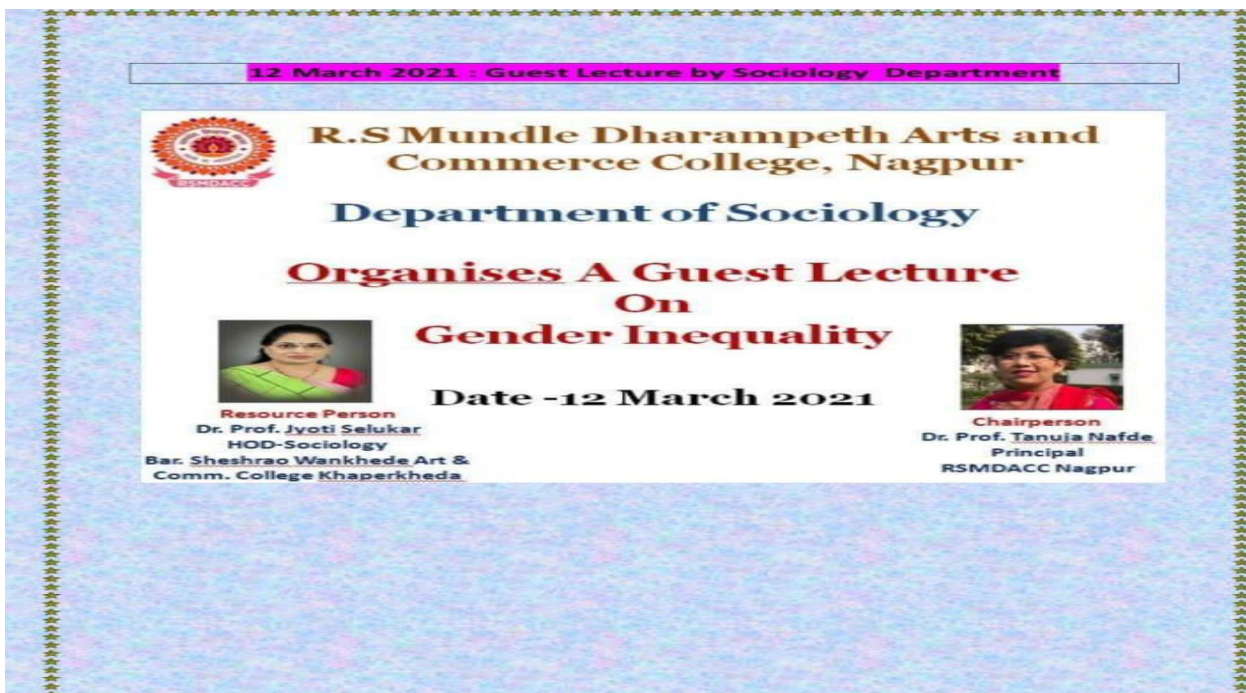 12 March 2021 : Guest Lecture by Sociology Department
R.S Mundle Dharampeth Arts and
Commerce College, Nagpur
RSMDACC
Department of Sociology
Organises A Guest Lecture
On
Gender Inequality
Date -12 March 2021
Resource Person
Dr. Prof. Jyoti Selukar
HOD-Sociology
Bar. Sheshrao Wankhede Art &
Comm. College Khaperkheda
Chairperson
Dr. Prof. Tanuja Nafde
Principal
RSMDACC Nagpur